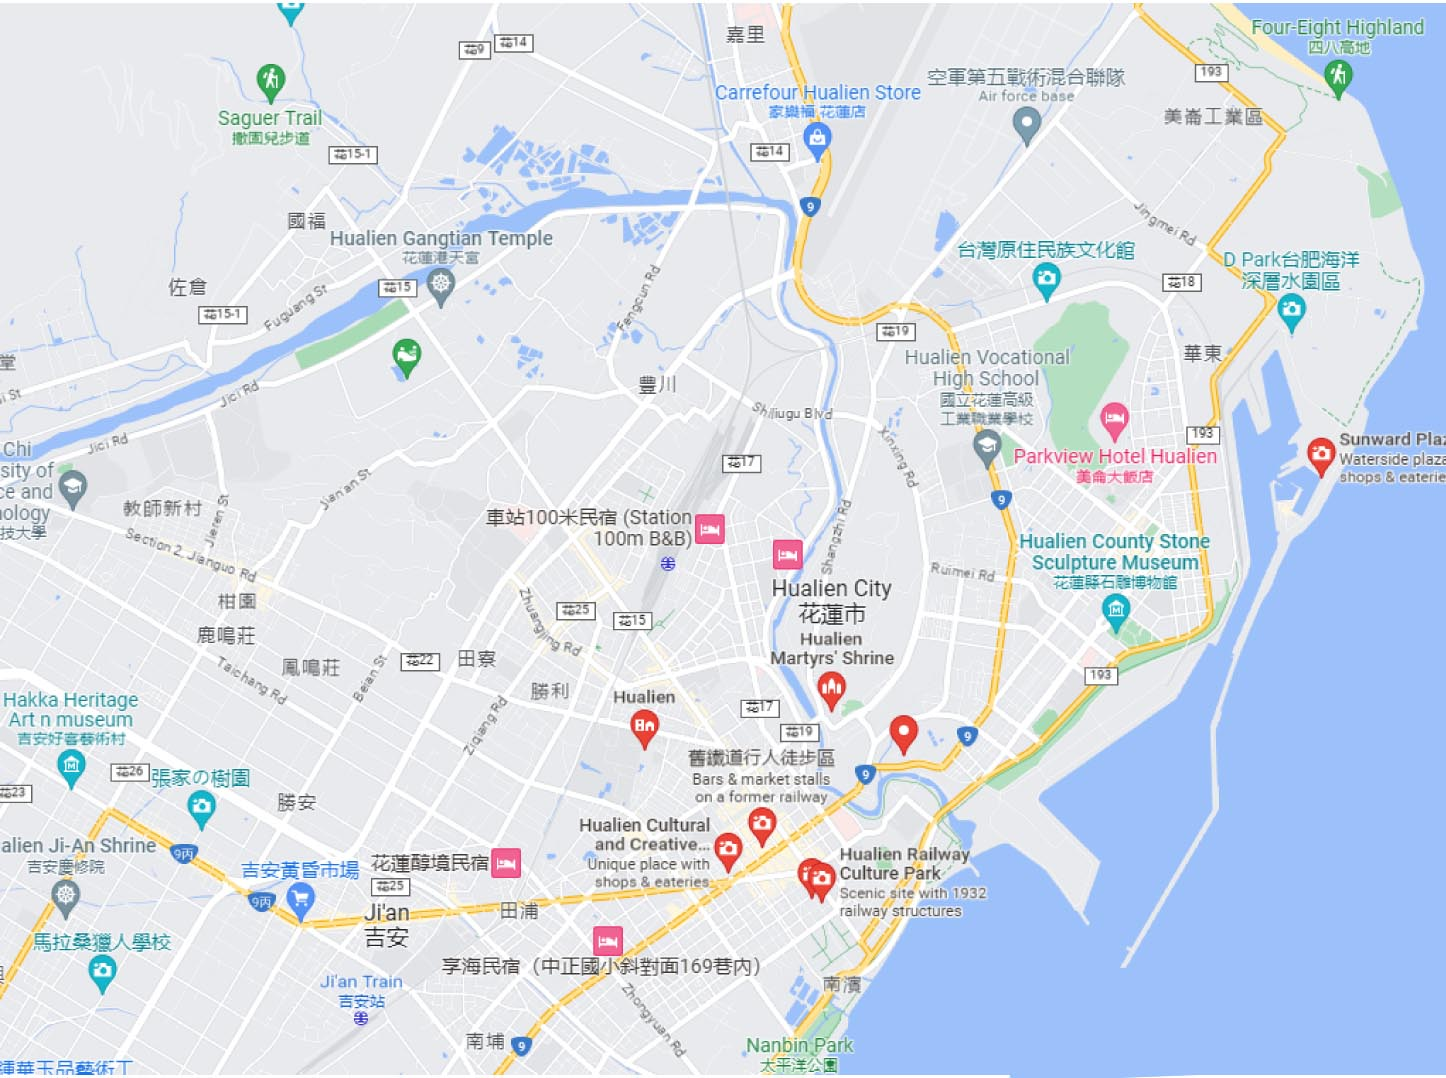 嘉里
Four-Eight Highland
四八高地
花9
花14
193
空軍第五戰術混合聯隊
Air force base
Carrefour Hualien Store
家樂福 花蓮店
美崙工業區
Saguer Trail
撒固兒步道
花15-1
花14
9
Jingmei Rd
國福
Hualien Gangtian Temple
花蓮港天宮
台灣原住民族文化館
D Park台肥海洋
深層水園區
花18
佐倉
花15
Fuguang St
花15-1
Fengcun Rd
花19
華東
Hualien Vocational
High School
國立花蓮高級
工業職業學校
堂
豐川
Jici Rd
Shiliugu Blvd
Xinxing Rd
Jici Rd
193
Sunward Plaz
Waterside plaza
shops & eaterie
Parkview Hotel Hualien
美侖大飯店
Chi
sity of
ce and
nology
技大學
花17
Jian'an St
9
教師新村
Jieren St
車站100米民宿 (Station
100m B&B)
Shangzhi Rd
Section 2, Jianguo Rd
Hualien County Stone
Sculpture Museum
花蓮縣石雕博物館
Ruimei Rd
Hualien City
花蓮市
柑園
Zhuangjing Rd
花25
花15
鹿鳴莊
Hualien
Martyrs' Shrine
鳳鳴莊
Taichang Rd
Beian St
花22
田寮
193
勝利
Hualien
Hakka Heritage
Art n museum
吉安好客藝術村
Ziqiang Rd
花17
花19
9
舊鐵道行人徒步區
Bars & market stalls
on a former railway
花26
張家の樹園
9
花23
勝安
Hualien Cultural
and Creative...
Unique place with
shops & eateries
alien Ji-An Shrine
吉安慶修院
9丙
吉安黃昏市場
花蓮醇境民宿
Hualien Railway
Culture Park
Scenic site with 1932
railway structures
花25
9丙
Ji'an
吉安
田浦
馬拉桑獵人學校
享海民宿（中正國小斜對面169巷內）
Ji'an Train
吉安站
南濱
Zhongyuan Rd
南埔
9
Nanbin Park
太平洋公園